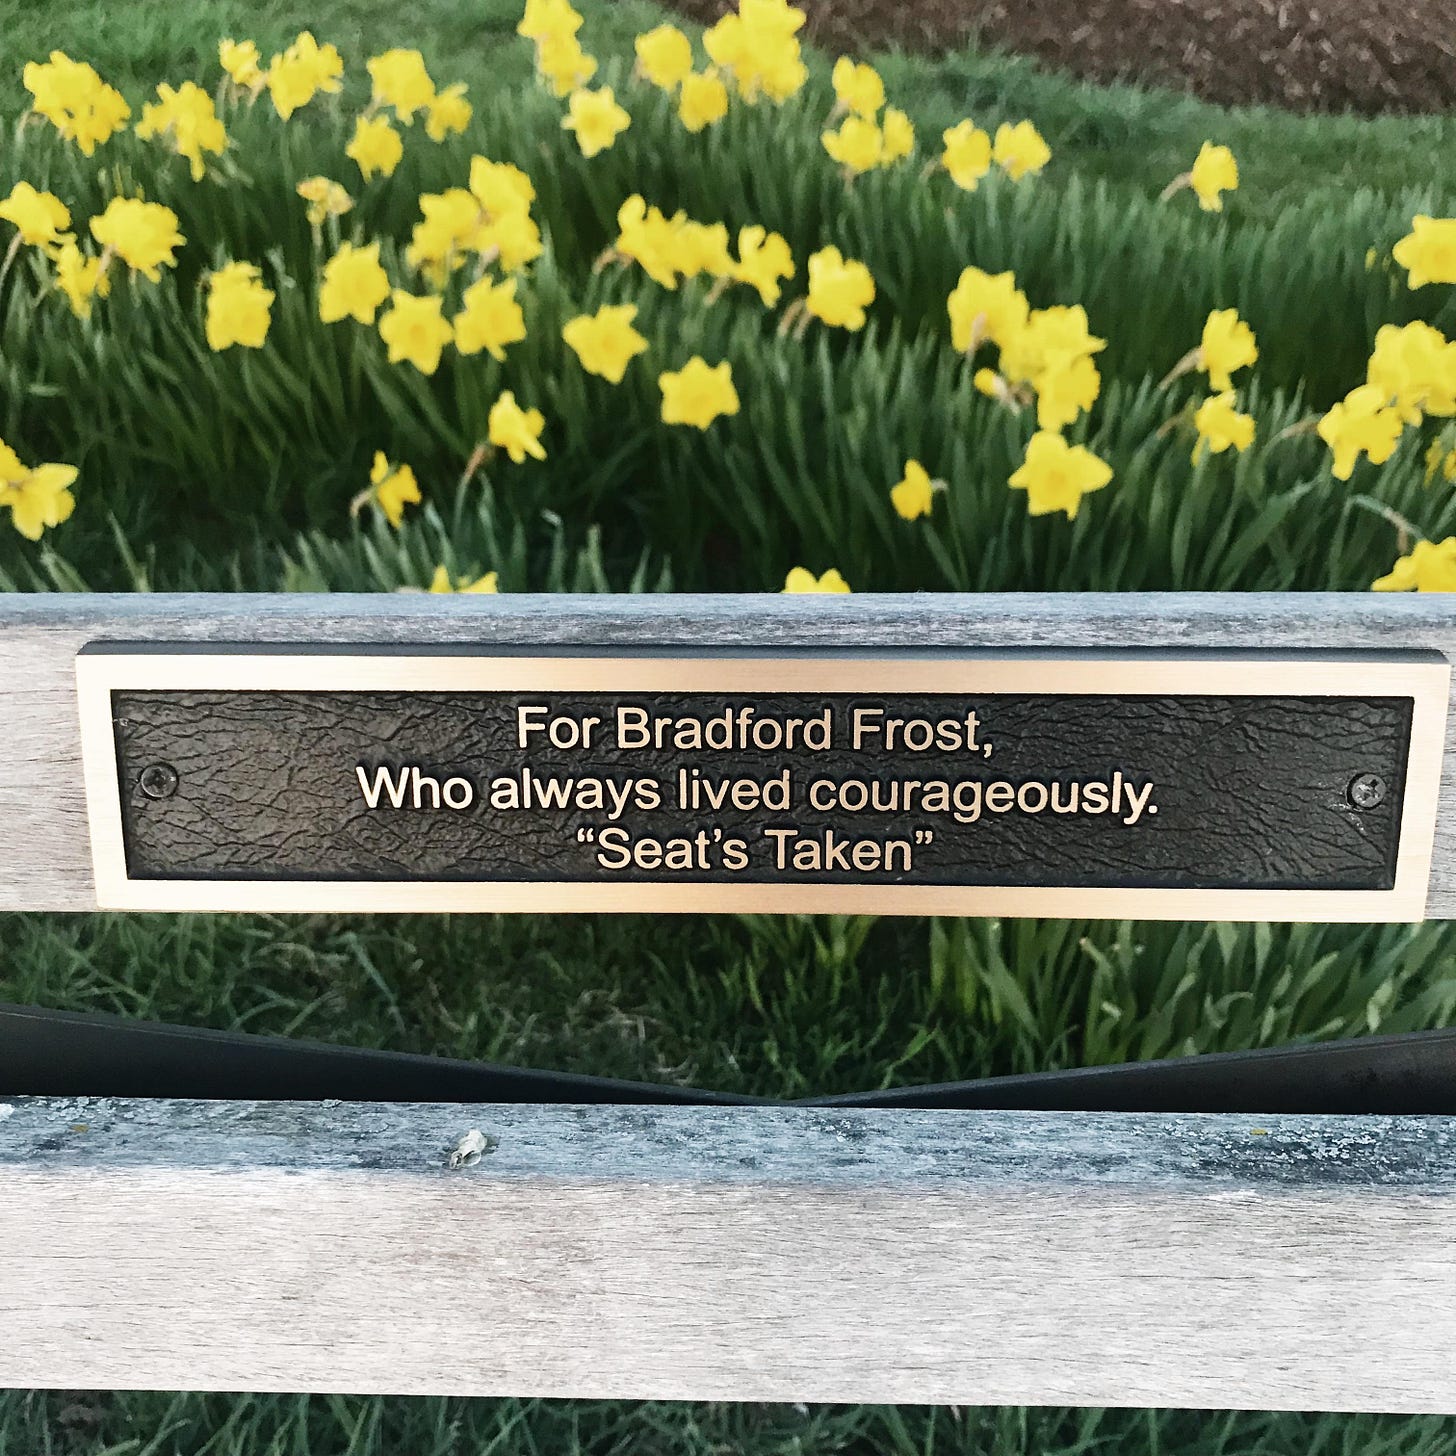 For Bradford Frost,
Who always lived courageously.
“Seat’s Taken”